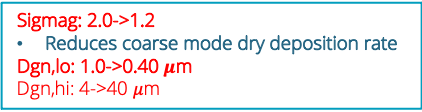 Sigmag: 2.0->1.2
• Reduces coarse mode dry deposition rate
Dgn,lo: 1.0->0.40 𝝁m
Dgn,hi: 4->40 𝜇m